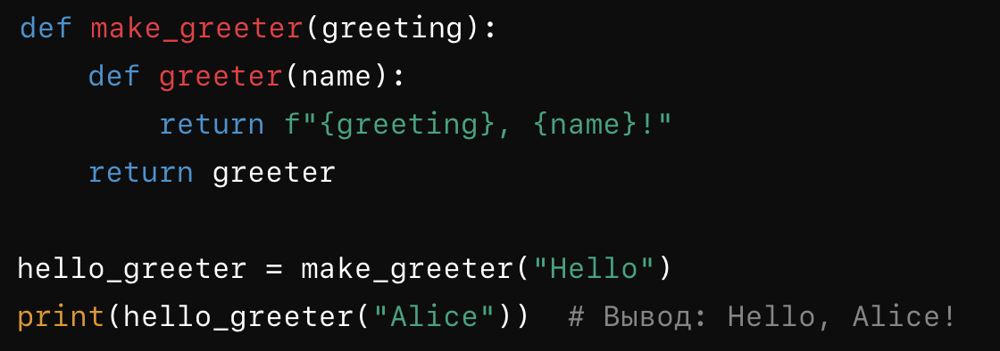 def make_greeter(greeting):
    def greeter(name):
        return f"{greeting}, {name}!"
    return greeter

hello_greeter = make_greeter("Hello")
print(hello_greeter("Alice"))  # Вывод: Hello, Alice!